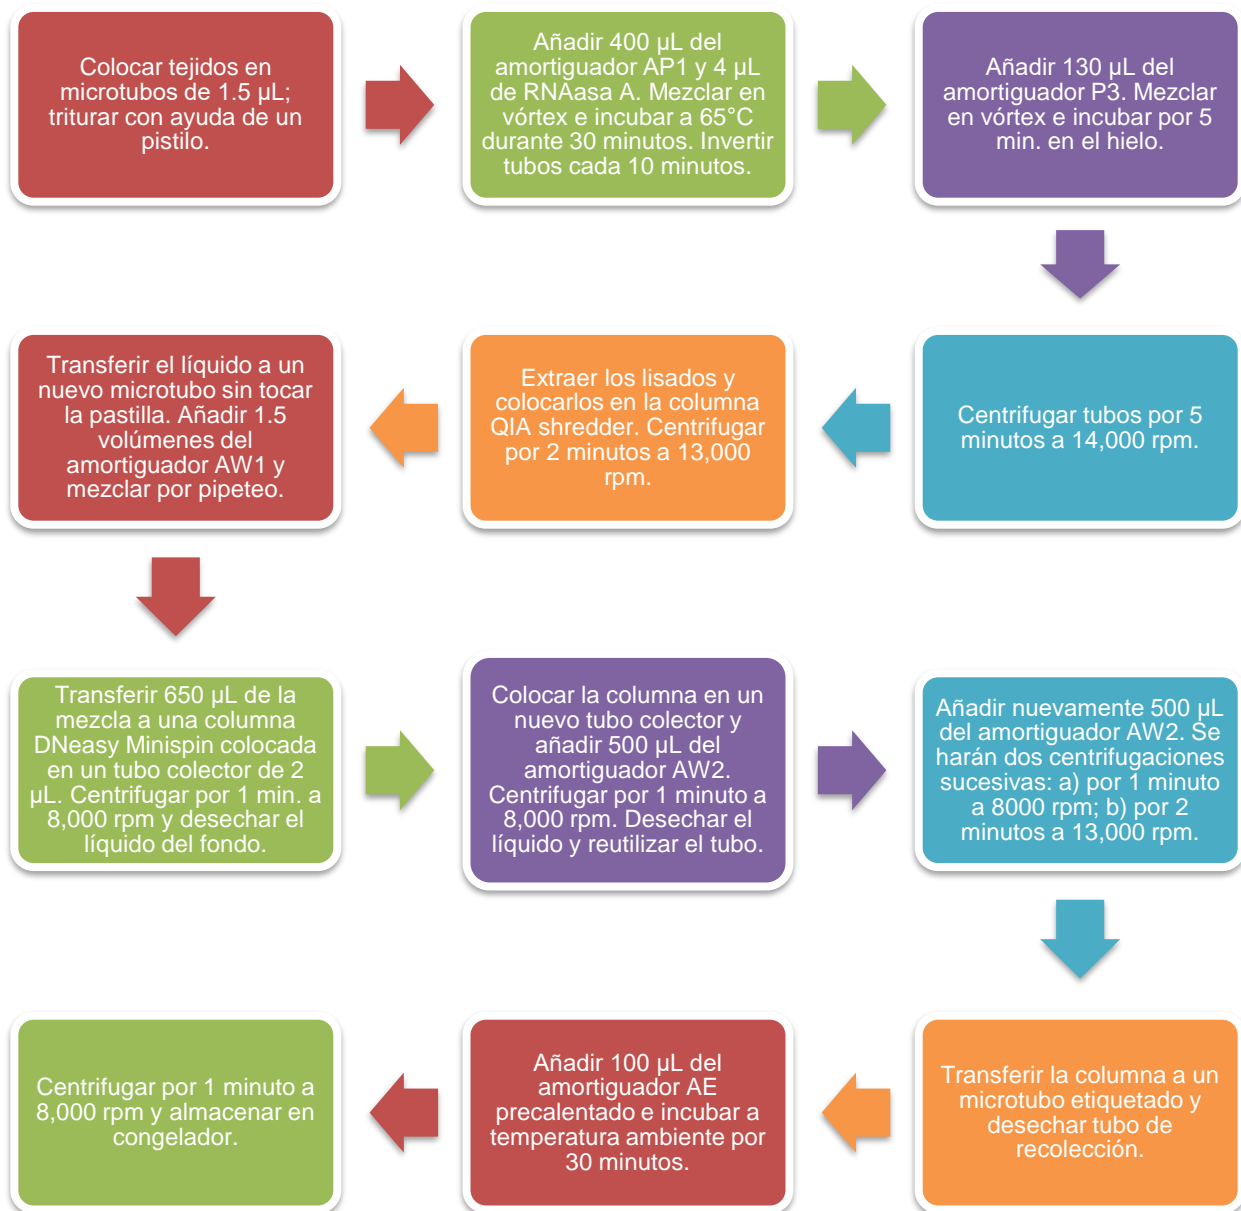 Colocar tejidos en
microtubos de 1.5 µL;
triturar con ayuda de un
pistilo.
Añadir 400 µL del
amortiguador AP1 y 4 µL
de RNAasa A. Mezclar en
vórtex e incubar a 65°C
durante 30 minutos. Invertir
tubos cada 10 minutos.
Añadir 130 µL del
amortiguador P3. Mezclar
en vórtex e incubar por 5
min. en el hielo.
Centrifugar tubos por 5
minutos a 14,000 rpm.
Extraer los lisados y
colocarlos en la columna
QIA shredder. Centrifugar
por 2 minutos a 13,000
rpm.
Transferir el líquido a un
nuevo microtubo sin tocar
la pastilla. Añadir 1.5
volúmenes del
amortiguador AW1 y
mezclar por pipeteo.
Transferir 650 µL de la
mezcla a una columna
DNeasy Minispin colocada
en un tubo colector de 2
µL. Centrifugar por 1 min. a
8,000 rpm y desechar el
líquido del fondo.
Colocar la columna en un
nuevo tubo colector y
añadir 500 µL del
amortiguador AW2.
Centrifugar por 1 minuto a
8,000 rpm. Desechar el
líquido y reutilizar el tubo.
Añadir nuevamente 500 µL
del amortiguador AW2. Se
harán dos centrifugaciones
sucesivas: a) por 1 minuto
a 8000 rpm; b) por 2
minutos a 13,000 rpm.
Transferir la columna a un
microtubo etiquetado y
desechar tubo de
recolección.
Añadir 100 µL del
amortiguador AE
precalentado e incubar a
temperatura ambiente por
30 minutos.
Centrifugar por 1 minuto a
8,000 rpm y almacenar en
congelador.